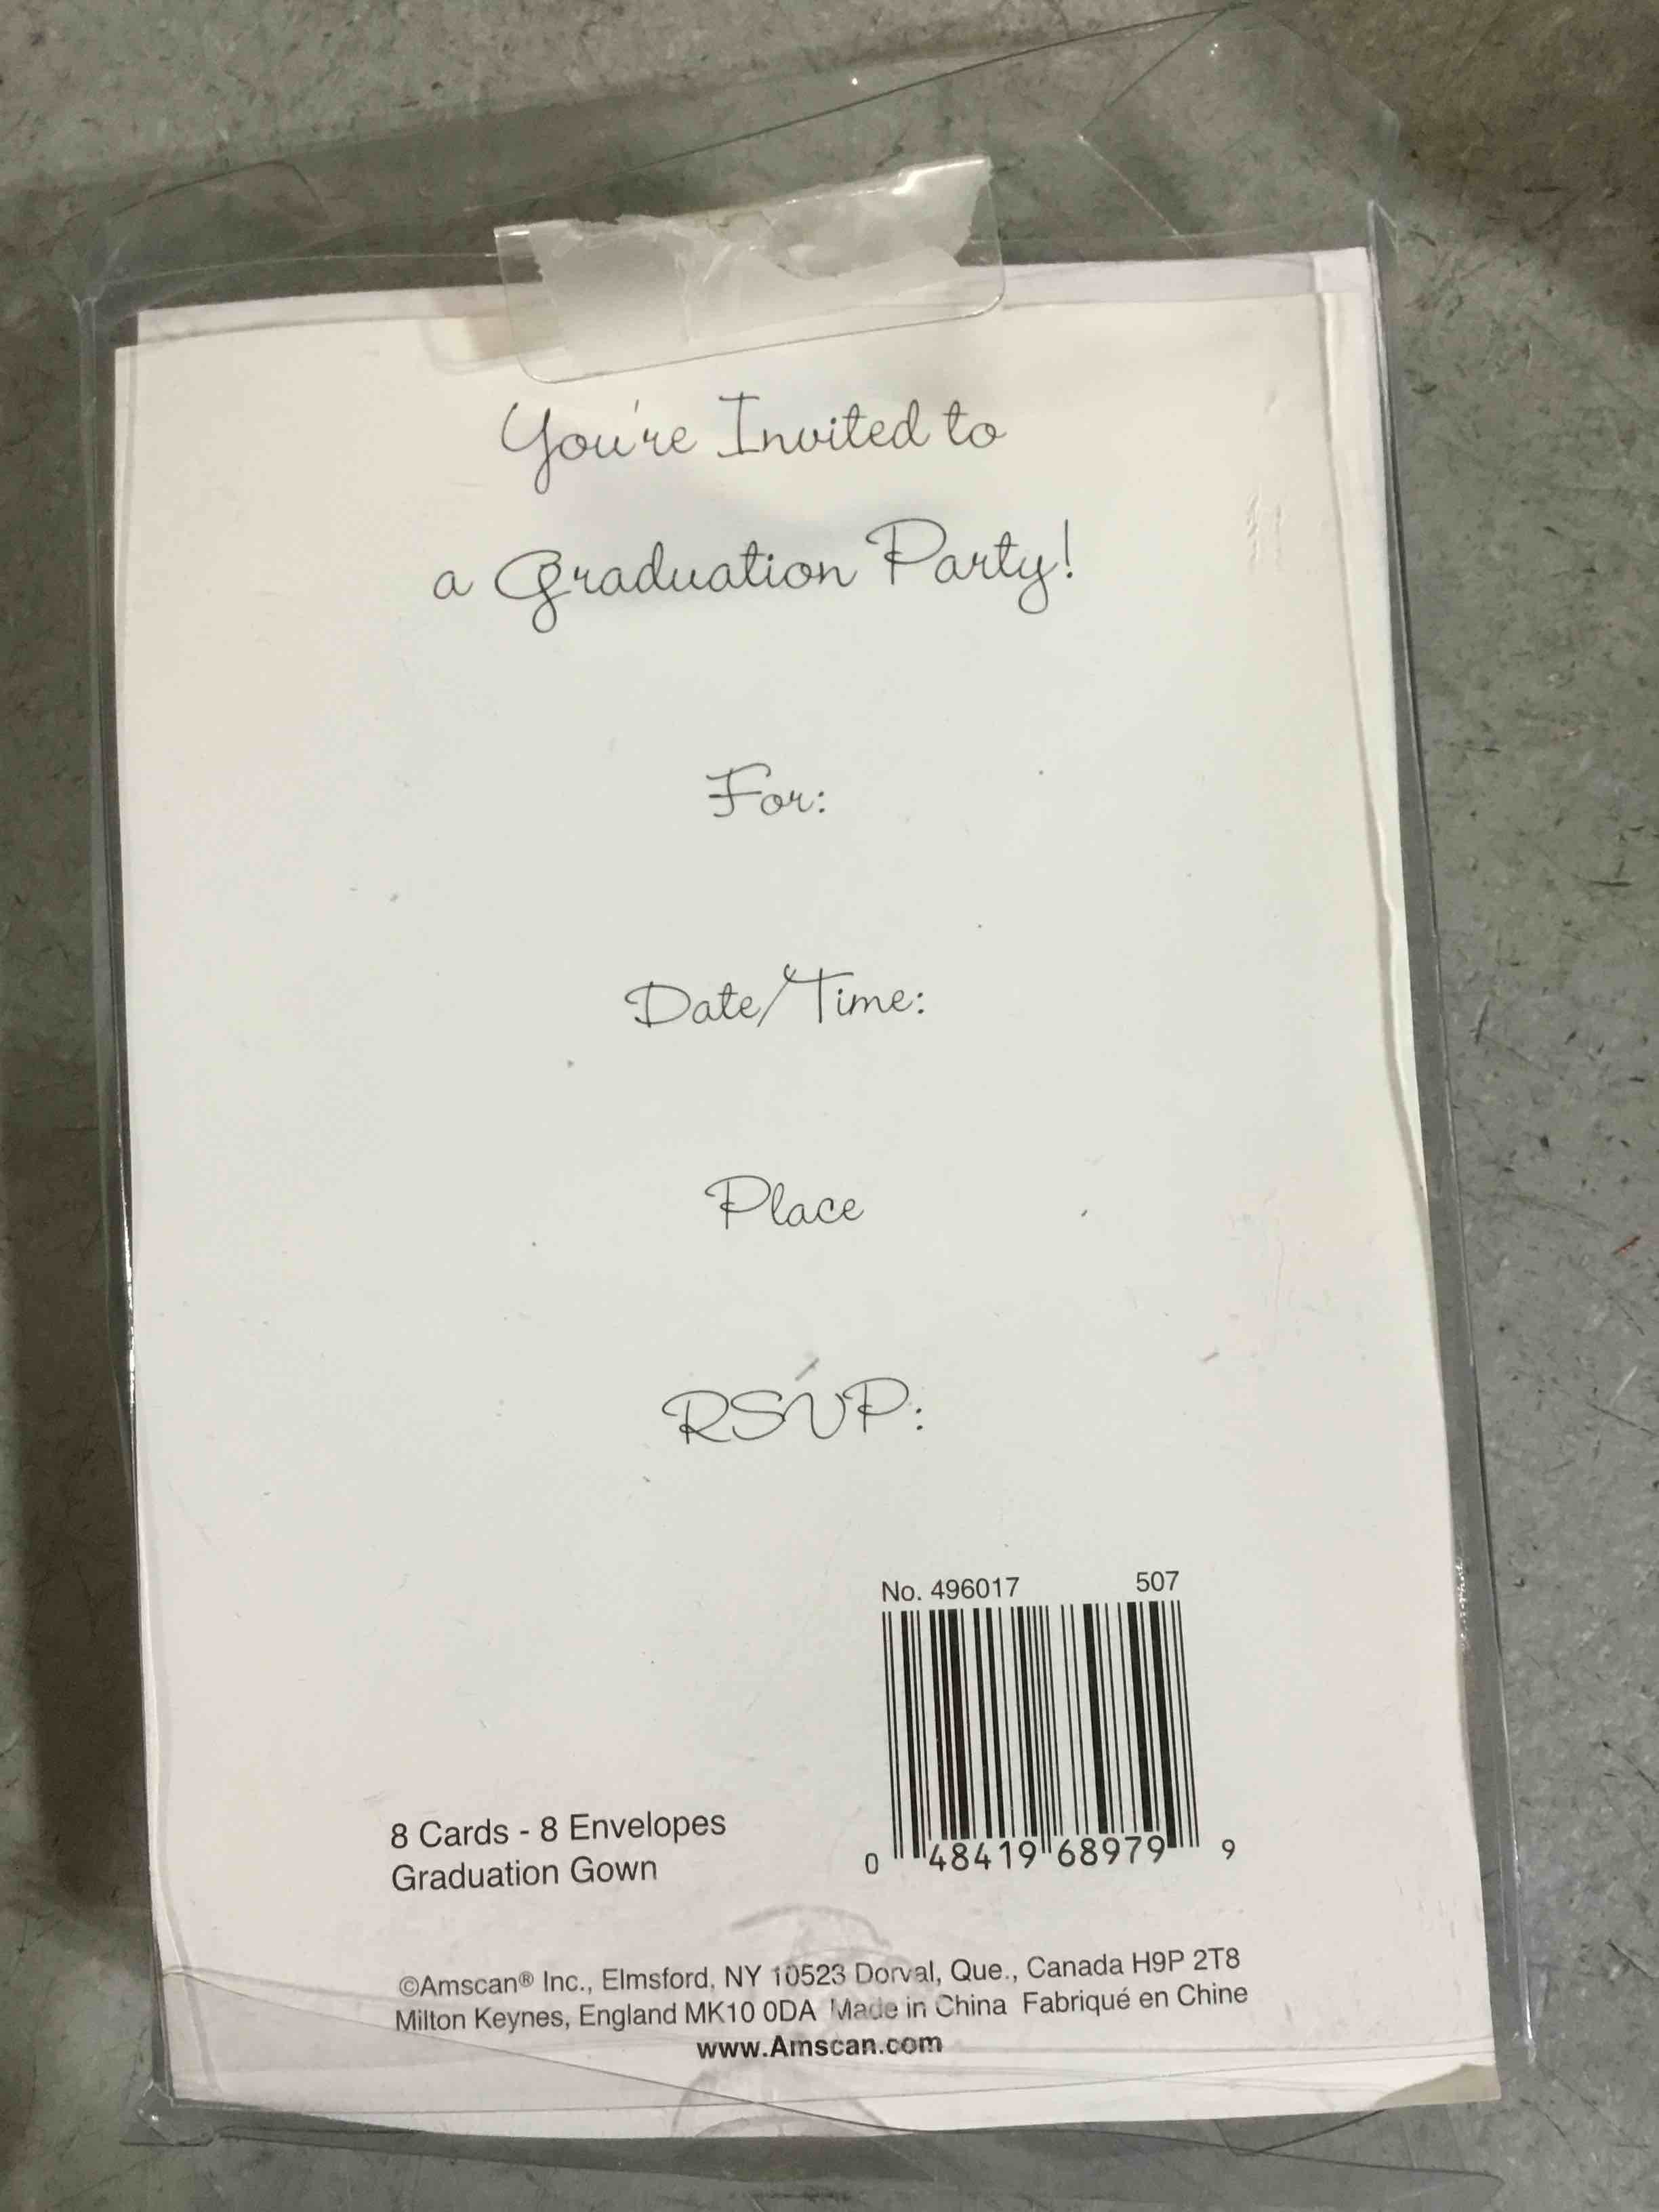 You're Invited to
a Graduation Party!
For:
Date/Time:
Place
RSVP:
No. 496017 507
0 48419 68979 9
8 Cards - 8 Envelopes
Graduation Gown
©Amscan® Inc., Elmsford, NY 10523 Dorval, Que., Canada H9P 2T8
Milton Keynes, England MK10 0DA Made in China Fabriqué en Chine
www.Amscan.com